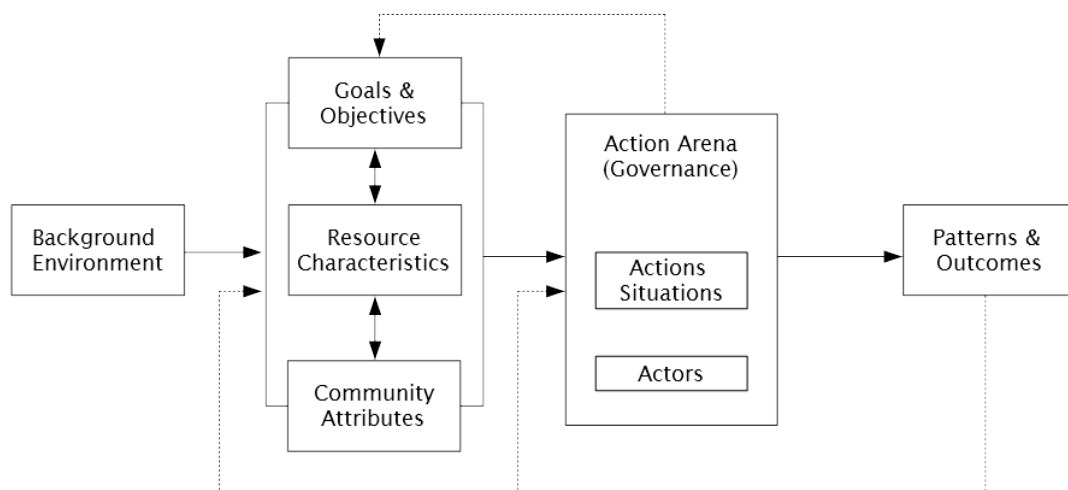 Goals &
Objectives
Action Arena
(Governance)
Background
Environment
Resource
Characteristics
Patterns &
Outcomes
Actions
Situations
Actors
Community
Attributes